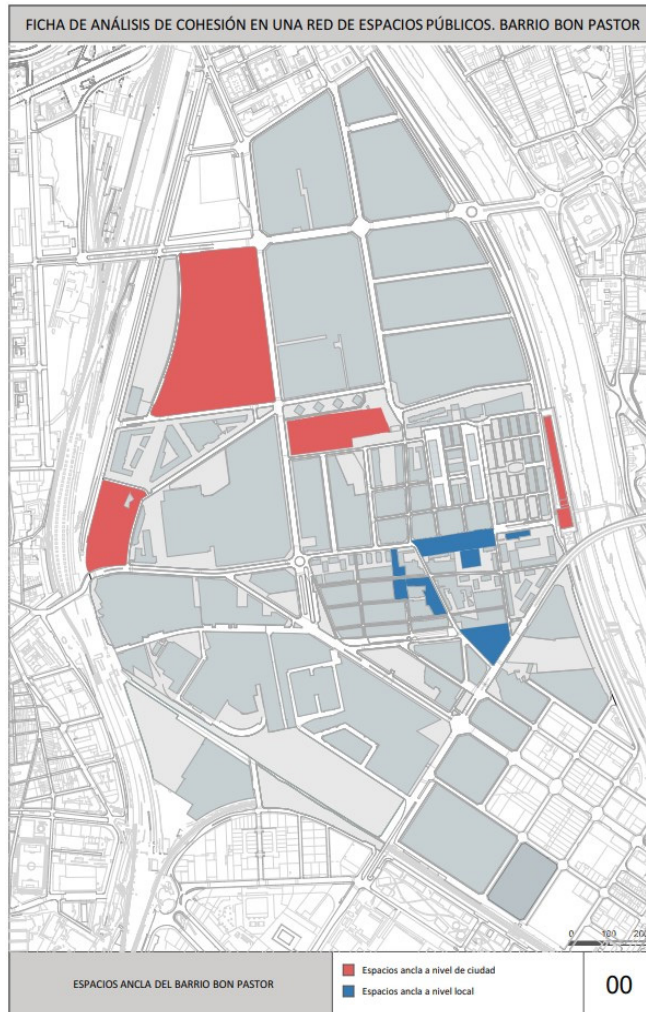 FICHA DE ANÁLISIS DE COHESIÓN EN UNA RED DE ESPACIOS PÚBLICOS. BARRIO BON PASTOR
0 100 200
ESPACIOS ANCLA DEL BARRIO BON PASTOR
Espacios ancla a nivel de ciudad
Espacios ancla a nivel local
00